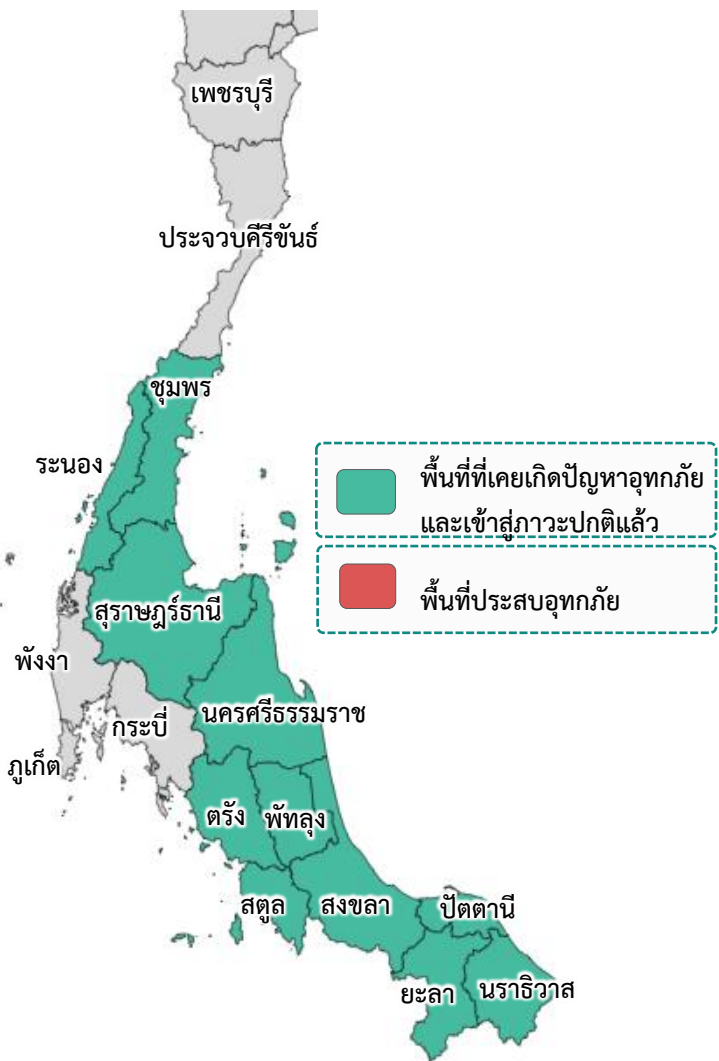 เพชรบุรี
ประจวบคีรีขันธ์
ชุมพร
ระนอง
พื้นที่ที่เคยเกิดปัญหาอุทกภัย
และเข้าสู่ภาวะปกติแล้ว
พื้นที่ประสบอุทกภัย
สุราษฎร์ธานี
พังงา
นครศรีธรรมราช
กระบี่
ภูเก็ต
ตรัง
พัทลุง
สตูล
สงขลา
ปัตตานี
ยะลา
นราธิวาส